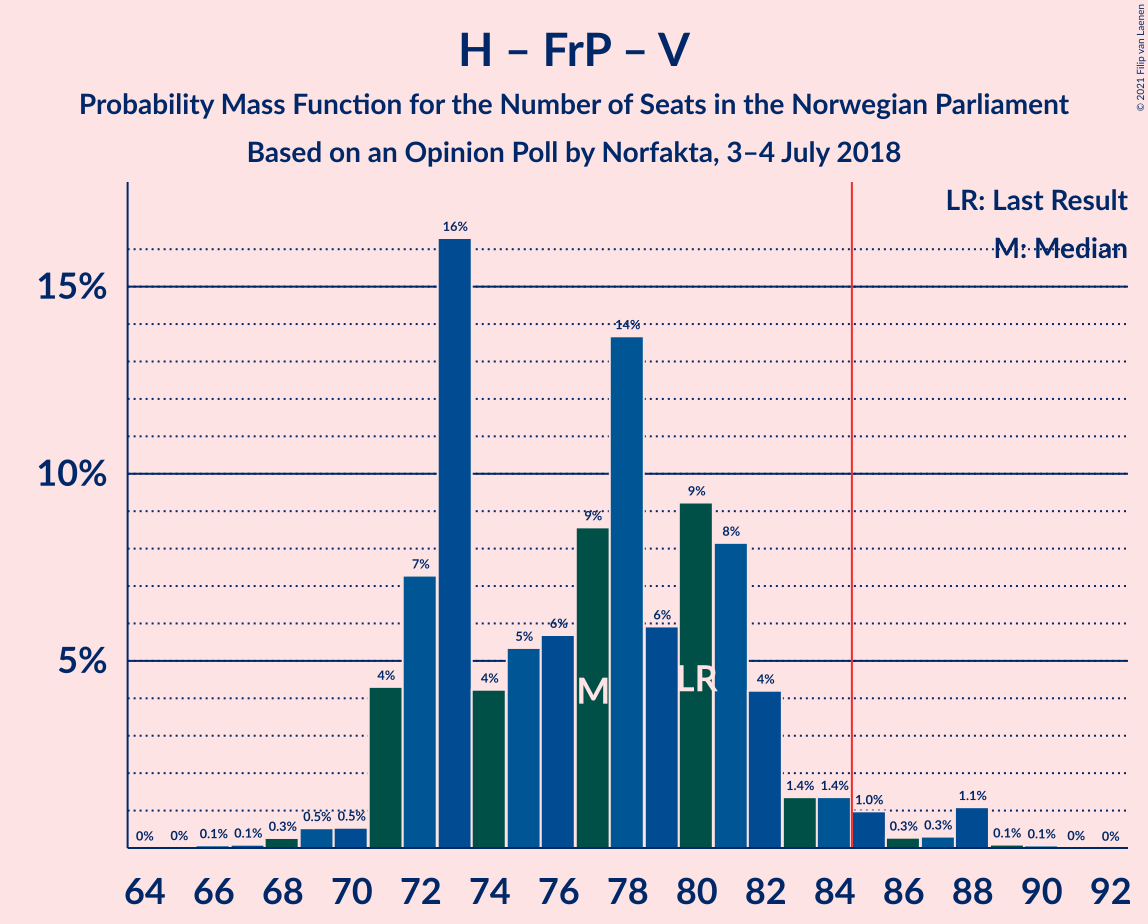 H – FrP – V
Probability Mass Function for the Number of Seats in the Norwegian Parliament
Based on an Opinion Poll by Norfakta, 3–4 July 2018
© 2021 Filip van Laenen
LR: Last Result
M: Median
15%
10%
5%
0% 0% 0.1% 0.1% 0.3% 0.5% 0.5% 4% 7% 16% 4% 5% 6% 9% 14% 6% 9% 8% 4% 1.4% 1.4% 1.0% 0.3% 0.3% 1.1% 0.1% 0.1% 0% 0%
M LR
64 66 68 70 72 74 76 78 80 82 84 86 88 90 92